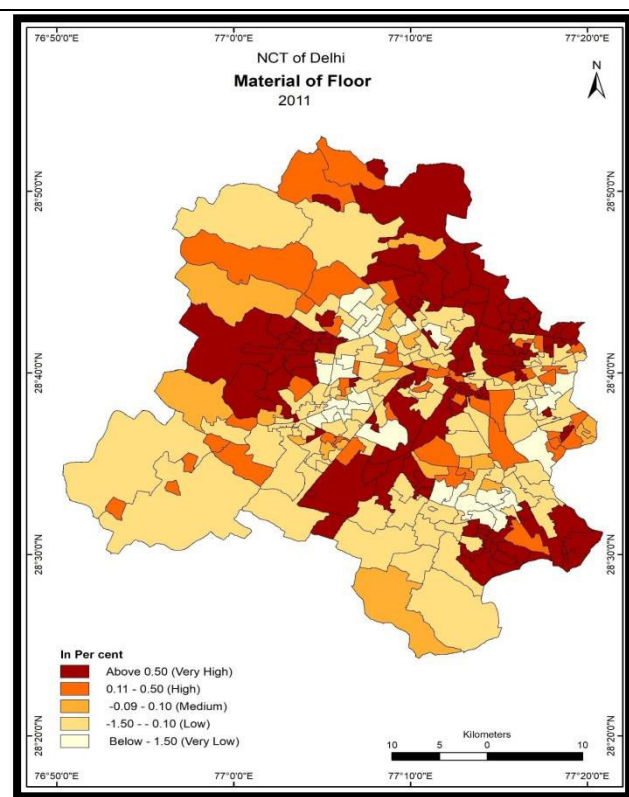 76°50'0"E 77°0'0"E 77°10'0"E 77°20'0"E
NCT of Delhi
Material of Floor
2011
N
28°50'0"N 28°50'0"N
28°40'0"N 28°40'0"N
28°30'0"N 28°30'0"N
In Per cent
Above 0.50 (Very High)
0.11 - 0.50 (High)
-0.09 - 0.10 (Medium)
-1.50 - - 0.10 (Low)
Below - 1.50 (Very Low)
28°20'0"N 28°20'0"N
Kilometers
10 5 0 10
76°50'0"E 77°0'0"E 77°10'0"E 77°20'0"E